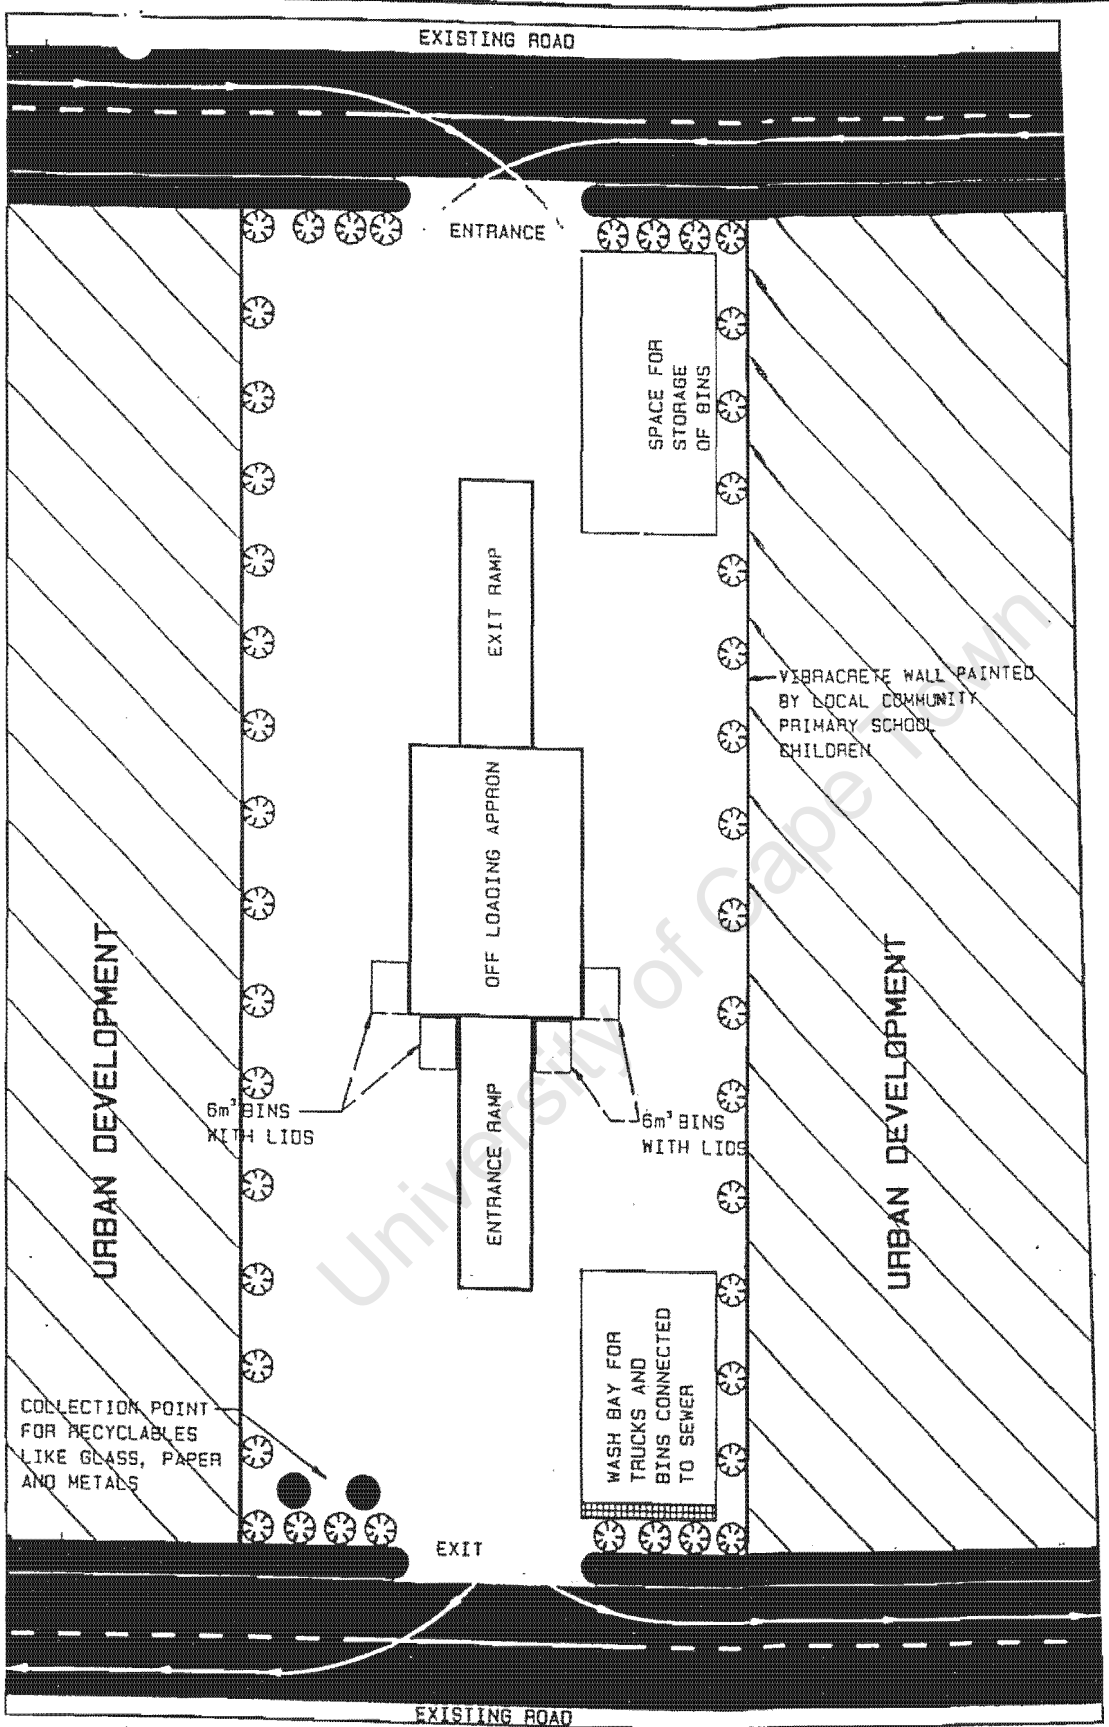 EXISTING ROAD
ENTRANCE
SPACE FOR
STORAGE
OF BINS
EXIT RAMP
VIBRACRETE WALL PAINTED
BY LOCAL COMMUNITY
PRIMARY SCHOOL
CHILDREN
OFF LOADING APPRON
URBAN DEVELOPMENT
URBAN DEVELOPMENT
6m³ BINS
WITH LIDS
6m³ BINS
WITH LIDS
ENTRANCE RAMP
WASH BAY FOR
TRUCKS AND
BINS CONNECTED
TO SEWER
COLLECTION POINT
FOR RECYCLABLES
LIKE GLASS, PAPER
AND METALS
EXIT
EXISTING ROAD
University of Cape Town